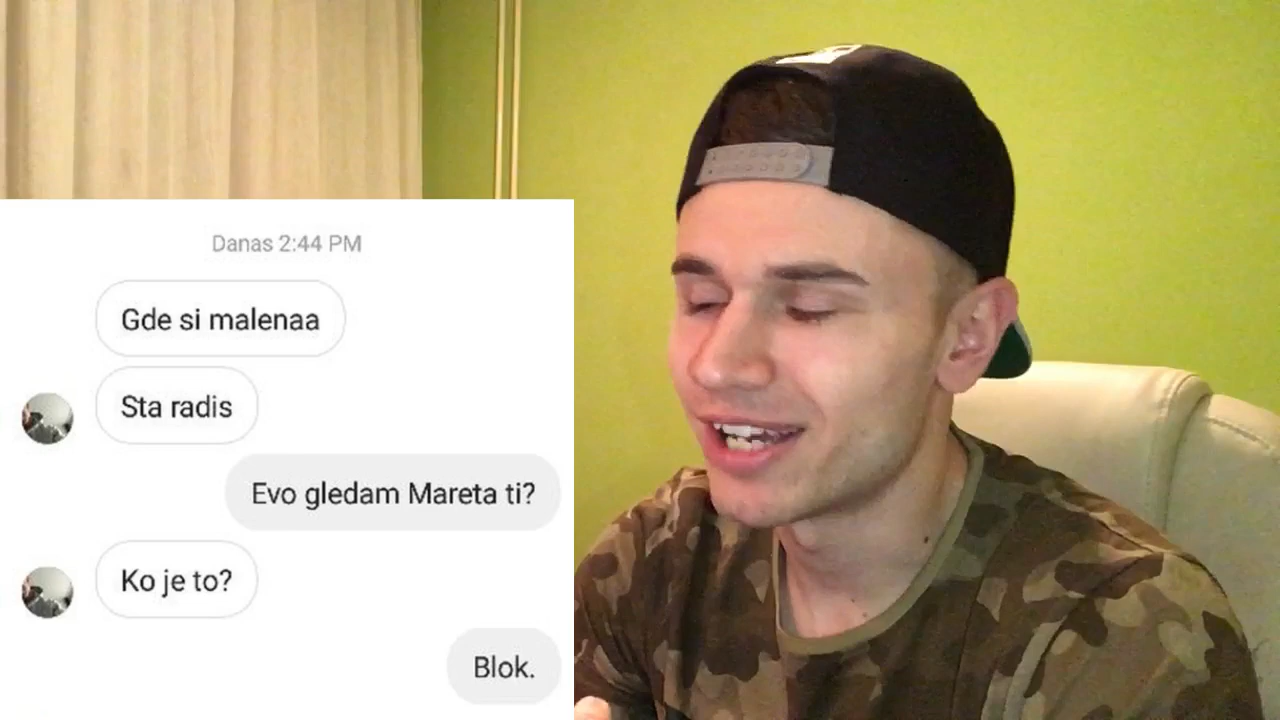 Danas 2:44 PM
Gde si malenaa
Sta radis
Evo gledam Mareta ti?
Ko je to?
Blok.